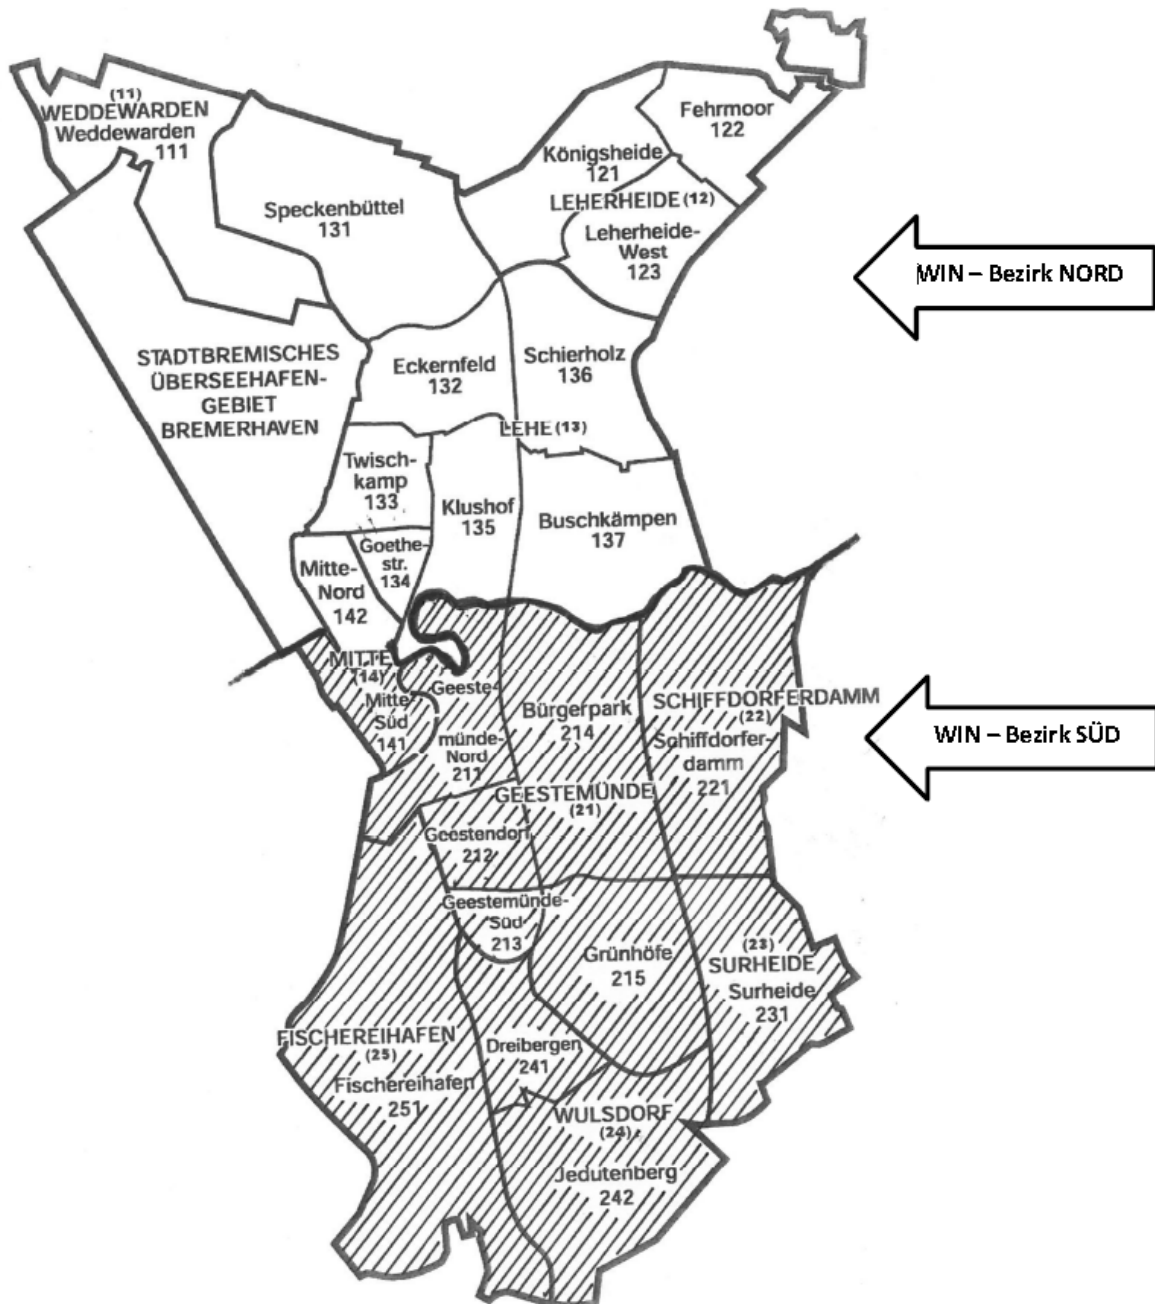 (11)
WEDDEWARDEN
Weddewarden
111
Speckenbüttel
131
Fehrmoor
122
Königsheide
121
LEHERHEIDE (12)
Leherheide-
West
123
WIN – Bezirk NORD
STADTBREMISCHES
ÜBERSEEHAFEN-
GEBIET
BREMERHAVEN
Eckernfeld
132
Schierholz
136
LEHE (13)
Twisch-
kamp
133
Klushof
135
Buschkämpen
137
Goethe-
str.
134
Mitte-
Nord
142
MITTE
(14)
Mitte-
Süd
141
Geeste-
münde-
Nord
211
Bürgerpark
214
SCHIFFDORFERDAMM
(22)
Schiffdorfer-
damm
221
WIN – Bezirk SÜD
GEESTEMÜNDE
(21)
Geestendorf
212
Geestemünde-
Süd
213
Grünhöfe
215
(23)
SURHEIDE
Surheide
231
FISCHEREIHAFEN
(25)
Fischereihafen
251
Dreibergen
241
WULSDORF
(24)
Jedutenberg
242